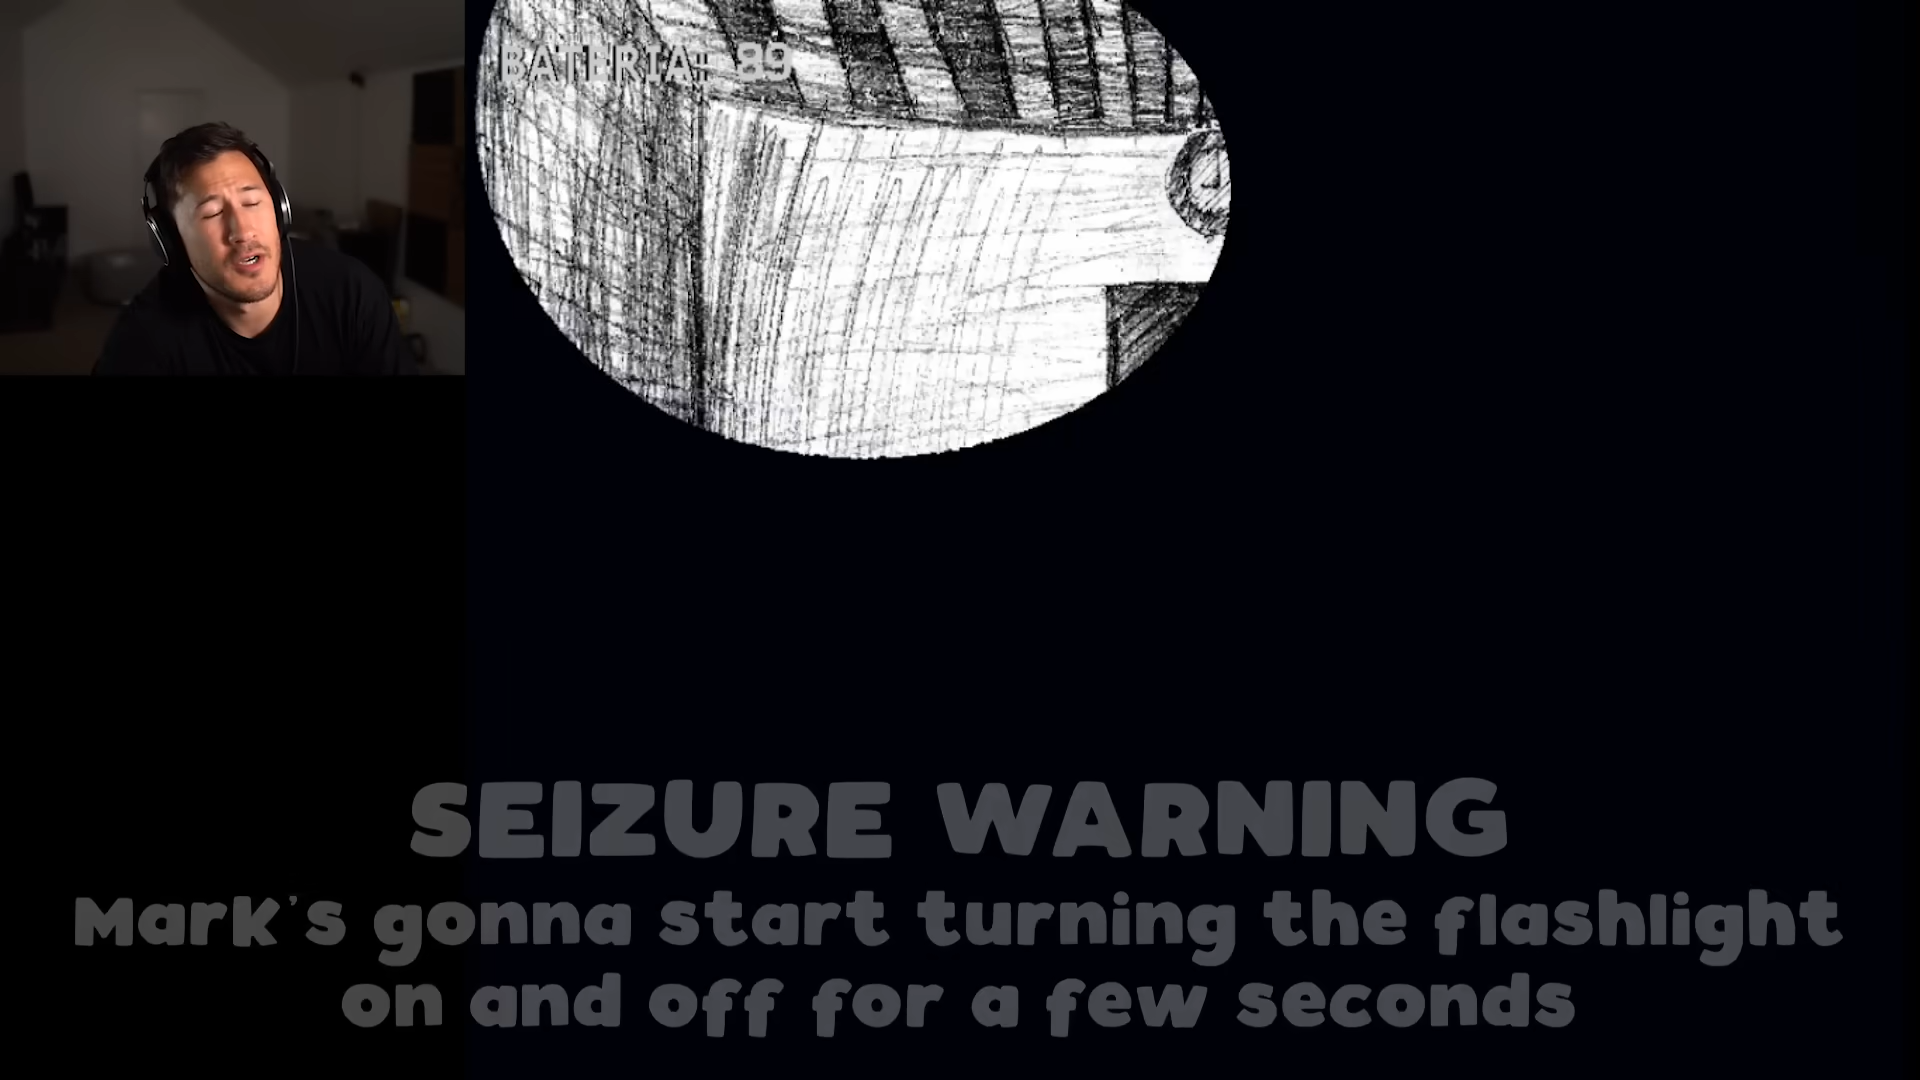 BATERIA: 89
SEIZURE WARNING
Mark's gonna start turning the flashlight
on and off for a few seconds